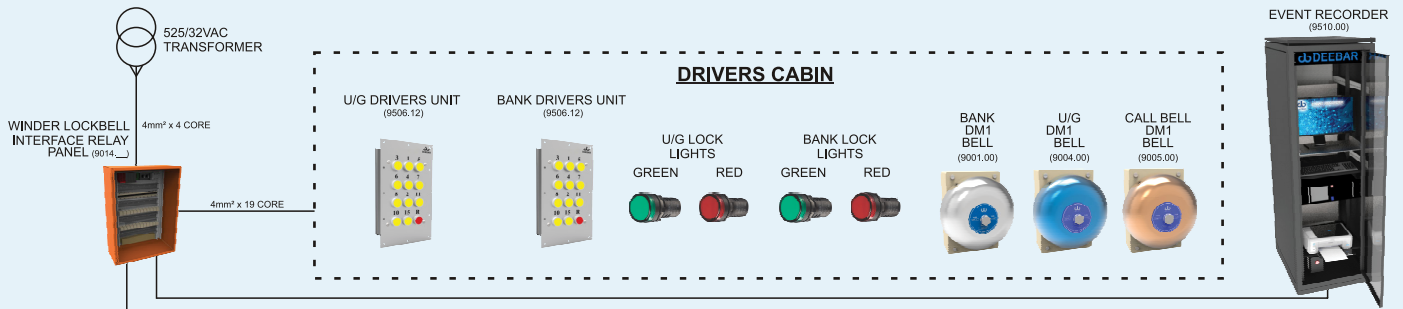 525/32VAC
TRANSFORMER
4mm² x 4 CORE
WINDER LOCKBELL
INTERFACE RELAY
PANEL (9014.__)
4mm² x 19 CORE
DRIVERS CABIN
U/G DRIVERS UNIT
(9506.12)
BANK DRIVERS UNIT
(9506.12)
U/G LOCK
LIGHTS
GREEN RED
BANK LOCK
LIGHTS
GREEN RED
BANK
DM1
BELL
(9001.00)
U/G
DM1
BELL
(9004.00)
CALL BELL
DM1
BELL
(9005.00)
EVENT RECORDER
(9510.00)
DEEBAR